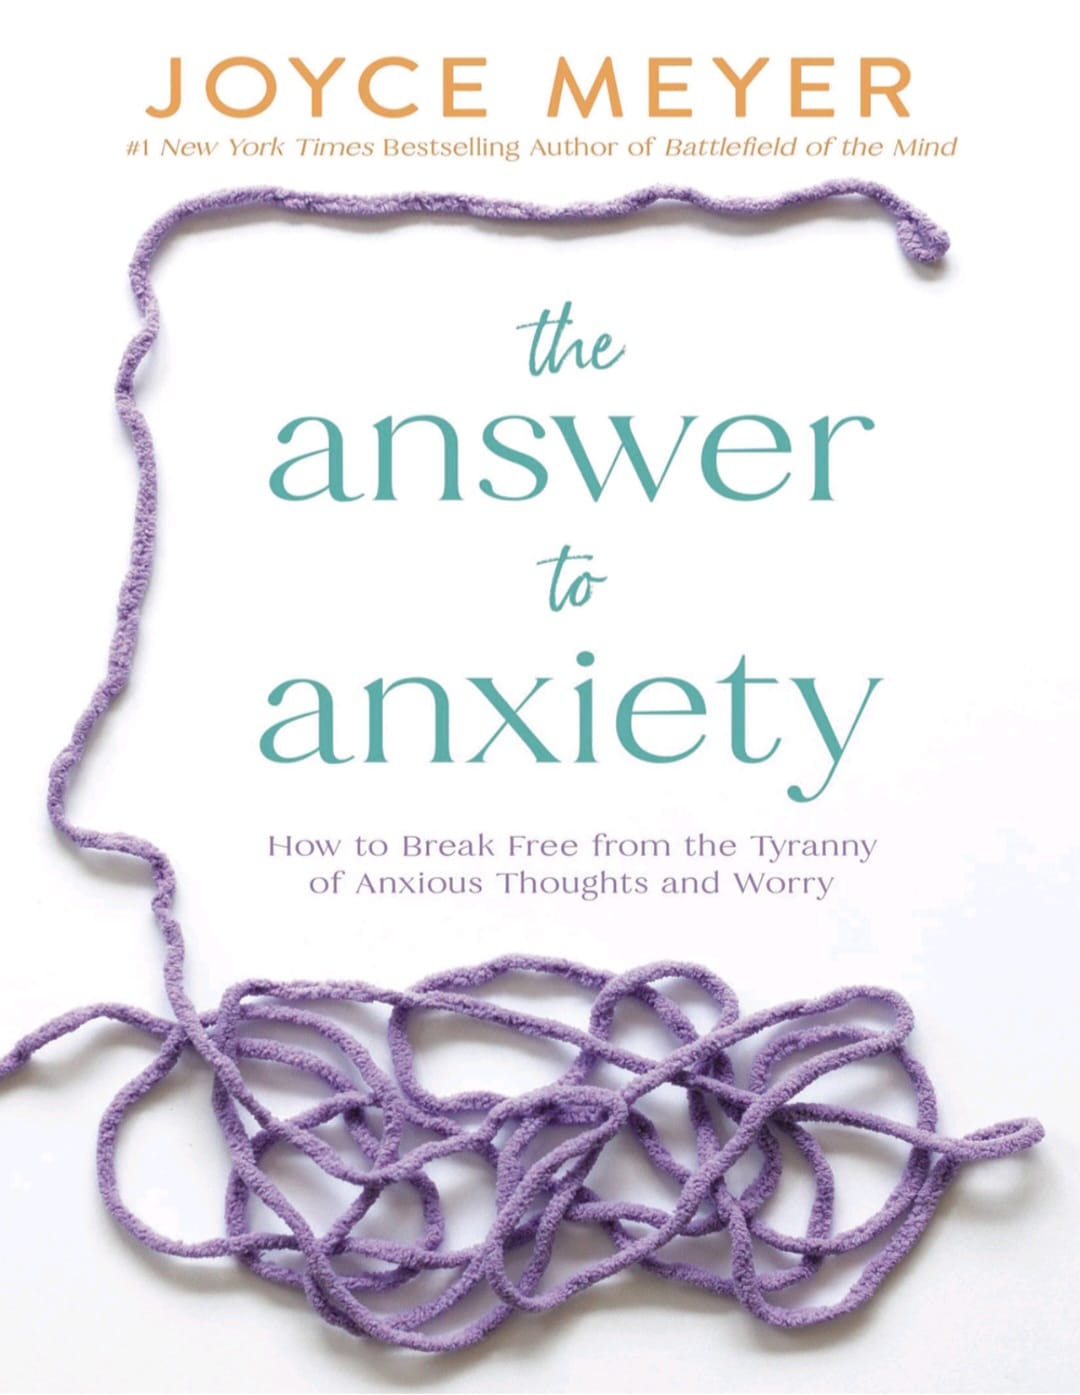 JOYCE MEYER
#1 New York Times Bestselling Author of Battlefield of the Mind
the
answer
to
anxiety
How to Break Free from the Tyranny
of Anxious Thoughts and Worry